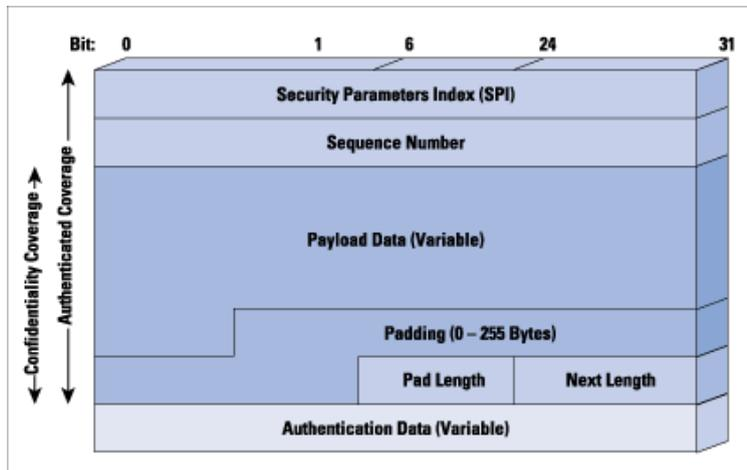 Bit: 0 1 6 24 31
Security Parameters Index (SPI)
Sequence Number
Payload Data (Variable)
Padding (0 – 255 Bytes)
Pad Length Next Length
Authentication Data (Variable)
Confidentiality Coverage
Authenticated Coverage